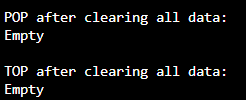 POP after clearing all data:
Empty
TOP after clearing all data:
Empty